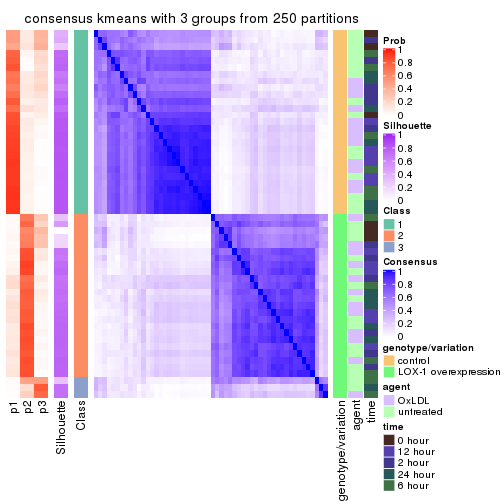 consensus kmeans with 3 groups from 250 partitions
p1
p2
p3
Silhouette
Class
genotype/variation
agent
time
Prob
1
0.8
0.6
0.4
0.2
0
Silhouette
1
0.8
0.6
0.4
0.2
0
Class
1
2
3
Consensus
1
0.8
0.6
0.4
0.2
0
genotype/variation
control
LOX-1 overexpression
agent
OxLDL
untreated
time
0 hour
12 hour
2 hour
24 hour
6 hour